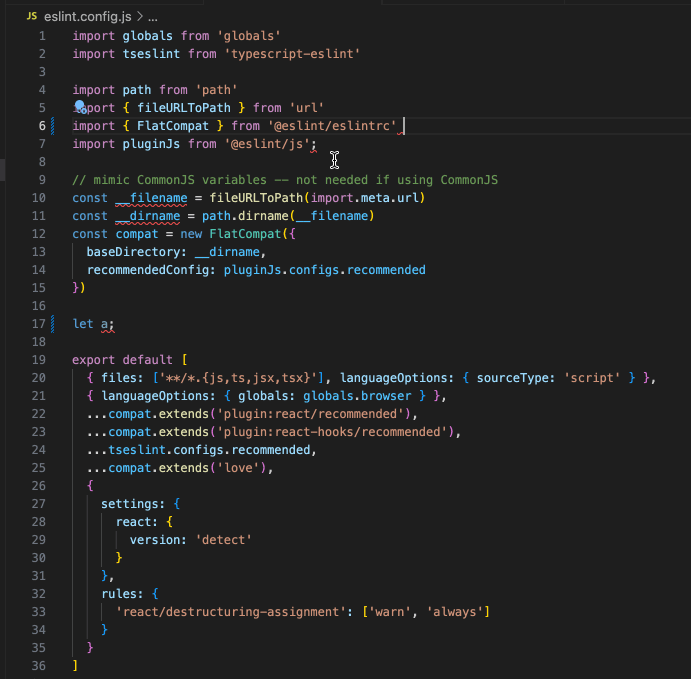 JS eslint.config.js > ...
1 import globals from 'globals'
2 import tseslint from 'typescript-eslint'
3
4 import path from 'path'
5 import { fileURLToPath } from 'url'
6 import { FlatCompat } from '@eslint/eslintrc'
7 import pluginJs from '@eslint/js';
8
9 // mimic CommonJS variables -- not needed if using CommonJS
10 const __filename = fileURLToPath(import.meta.url)
11 const __dirname = path.dirname(__filename)
12 const compat = new FlatCompat({
13   baseDirectory: __dirname,
14   recommendedConfig: pluginJs.configs.recommended
15 })
16
17 let a;
18
19 export default [
20   { files: ['**/*.{js,ts,jsx,tsx}'], languageOptions: { sourceType: 'script' } },
21   { languageOptions: { globals: globals.browser } },
22   ...compat.extends('plugin:react/recommended'),
23   ...compat.extends('plugin:react-hooks/recommended'),
24   ...tseslint.configs.recommended,
25   ...compat.extends('love'),
26   {
27     settings: {
28       react: {
29         version: 'detect'
30       }
31     },
32     rules: {
33       'react/destructuring-assignment': ['warn', 'always']
34     }
35   }
36 ]